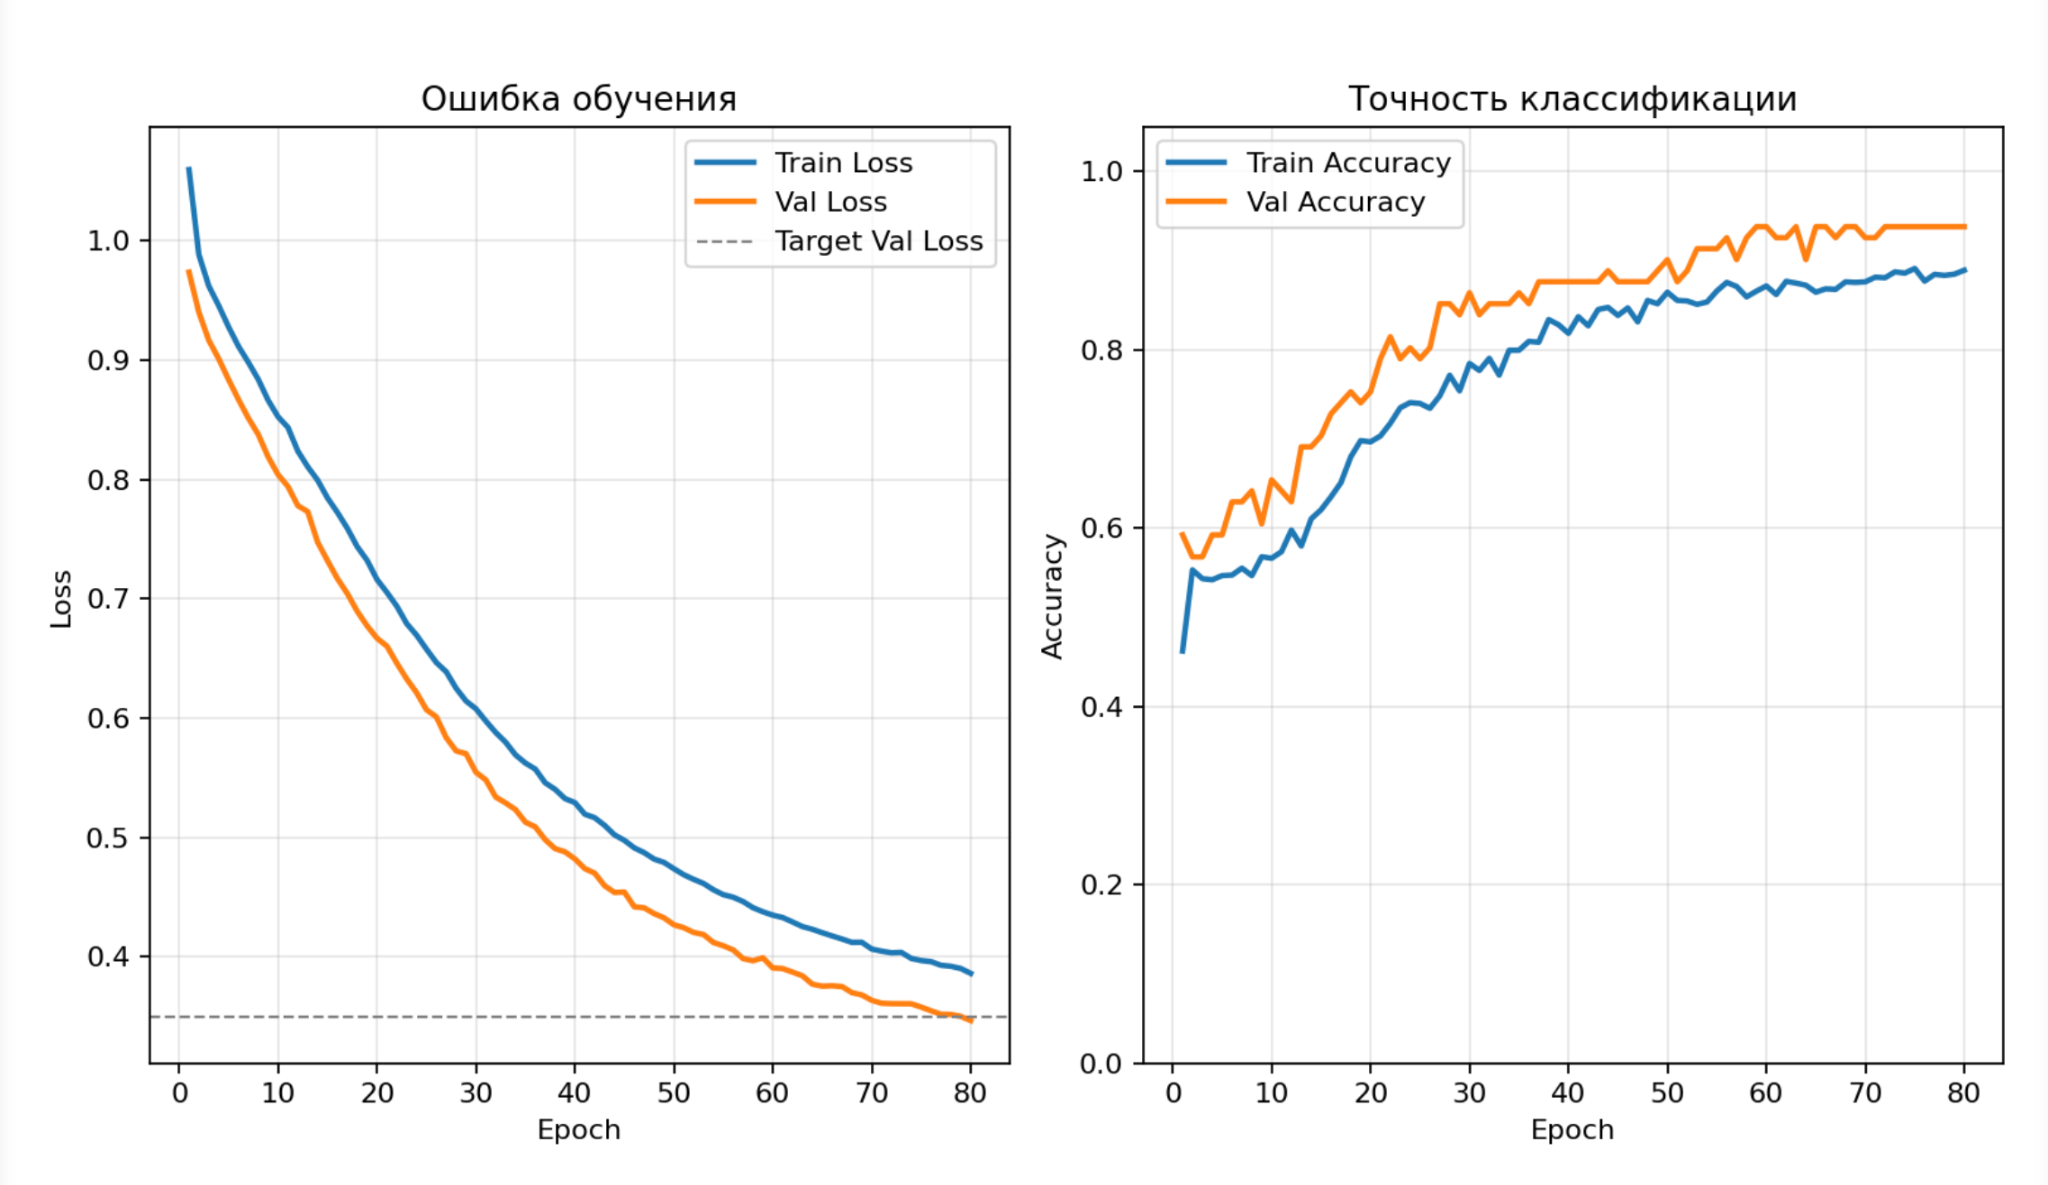 Ошибка обучения
Train Loss
Val Loss
Target Val Loss
1.0
0.9
0.8
0.7
0.6
0.5
0.4
Loss
0 10 20 30 40 50 60 70 80
Epoch
Точность классификации
Train Accuracy
Val Accuracy
1.0
0.8
0.6
0.4
0.2
0.0
Accuracy
0 10 20 30 40 50 60 70 80
Epoch